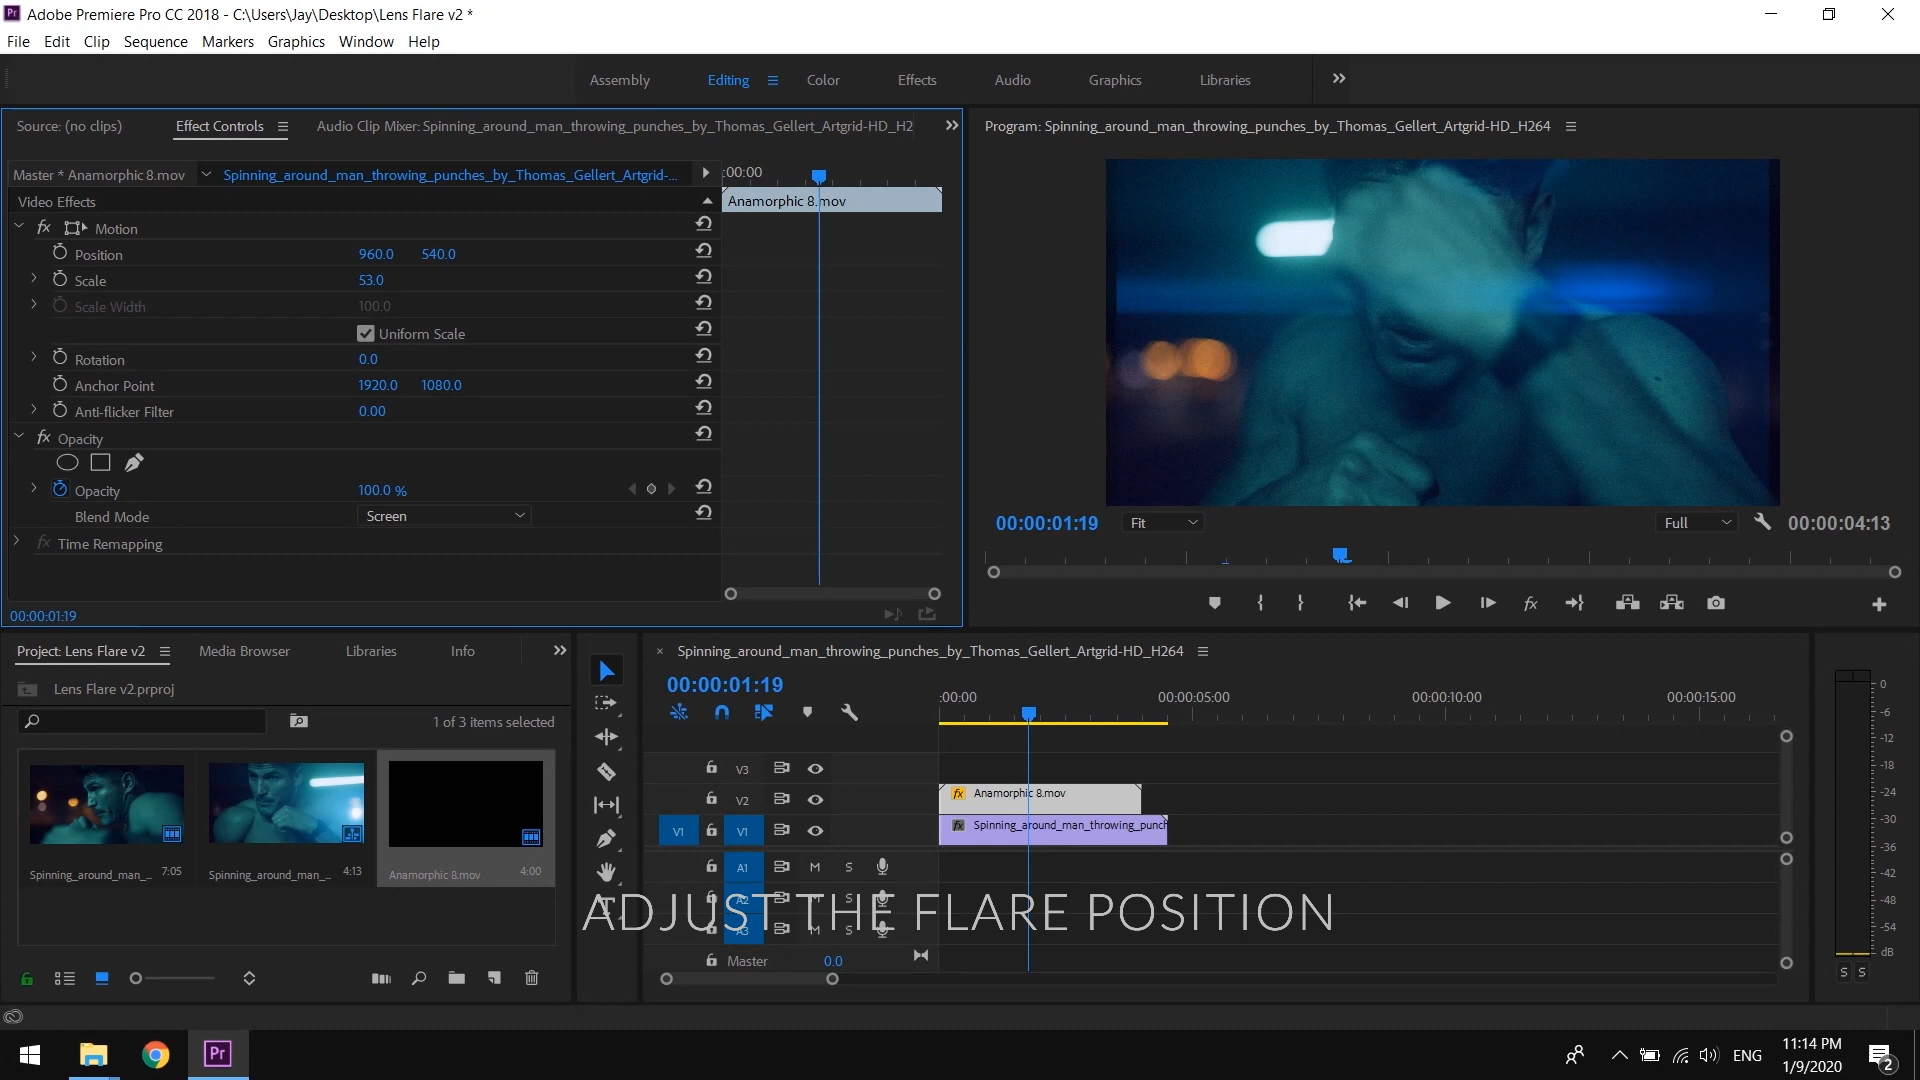 Adobe Premiere Pro CC 2018 - C:\Users\Jay\Desktop\Lens Flare v2 *
File Edit Clip Sequence Markers Graphics Window Help
Assembly Editing Color Effects Audio Graphics Libraries
Source: (no clips) Effect Controls Audio Clip Mixer: Spinning_around_man_throwing_punches_by_Thomas_Gellert_Artgrid-HD_H2
Program: Spinning_around_man_throwing_punches_by_Thomas_Gellert_Artgrid-HD_H264
Master * Anamorphic 8.mov Spinning_around_man_throwing_punches_by_Thomas_Gellert_Artgrid-... :00:00
Video Effects Anamorphic 8.mov
fx Motion
Position 960.0 540.0
Scale 53.0
Scale Width 100.0
Uniform Scale
Rotation 0.0
Anchor Point 1920.0 1080.0
Anti-flicker Filter 0.00
fx Opacity
Opacity 100.0 %
Blend Mode Screen
fx Time Remapping
00:00:01:19
00:00:01:19 Fit Full 00:00:04:13
fx
Project: Lens Flare v2 Media Browser Libraries Info
Lens Flare v2.prproj
1 of 3 items selected
Spinning_around_man_... 7:05
Spinning_around_man_... 4:13
Anamorphic 8.mov 4:00
× Spinning_around_man_throwing_punches_by_Thomas_Gellert_Artgrid-HD_H264
00:00:01:19
:00:00 00:00:05:00 00:00:10:00 00:00:15:00
V3
V2 fx Anamorphic 8.mov
V1 V1 fx Spinning_around_man_throwing_punch
A1 M S
A2 M S
A3 M S
Master 0.0
ADJUST THE FLARE POSITION
0
-6
-12
-18
-24
-30
-36
-42
-48
-54
dB
S S
Pr
ENG
11:14 PM
1/9/2020
2